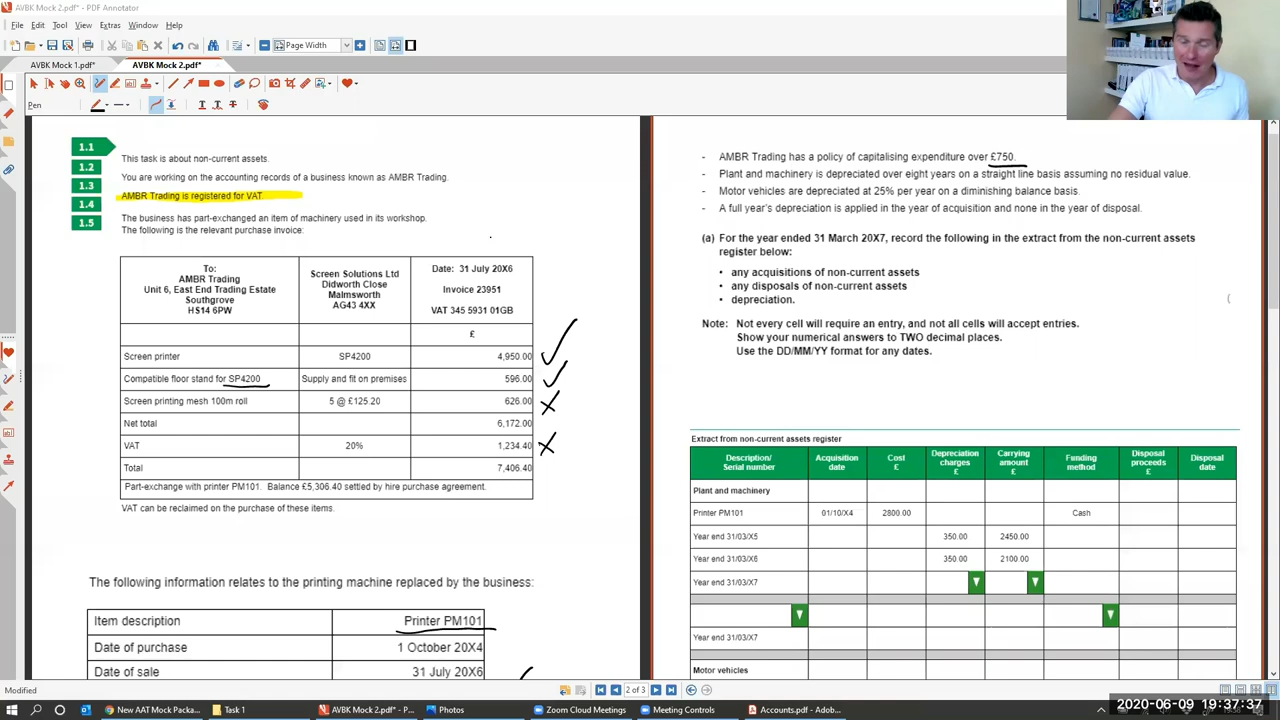 AVBK Mock 2.pdf* - PDF Annotator
File Edit Tool View Extras Window Help
Page Width
AVBK Mock 1.pdf* AVBK Mock 2.pdf*
Pen
1.1
1.2
1.3
1.4
1.5
This task is about non-current assets.
You are working on the accounting records of a business known as AMBR Trading.
AMBR Trading is registered for VAT.
The business has part-exchanged an item of machinery used in its workshop.
The following is the relevant purchase invoice:
To:
AMBR Trading
Unit 6, East End Trading Estate
Southgrove
HS14 6PW
Screen Solutions Ltd
Didworth Close
Malmsworth
AG43 4XX
Date: 31 July 20X6
Invoice 23951
VAT 345 5931 01GB
£
Screen printer SP4200 4,950.00
Compatible floor stand for SP4200 Supply and fit on premises 596.00
Screen printing mesh 100m roll 5 @ £125.20 626.00
Net total 6,172.00
VAT 20% 1,234.40
Total 7,406.40
Part-exchange with printer PM101. Balance £5,306.40 settled by hire purchase agreement.
VAT can be reclaimed on the purchase of these items.
The following information relates to the printing machine replaced by the business:
Item description Printer PM101
Date of purchase 1 October 20X4
Date of sale 31 July 20X6
- AMBR Trading has a policy of capitalising expenditure over £750.
- Plant and machinery is depreciated over eight years on a straight line basis assuming no residual value.
- Motor vehicles are depreciated at 25% per year on a diminishing balance basis.
- A full year's depreciation is applied in the year of acquisition and none in the year of disposal.
(a) For the year ended 31 March 20X7, record the following in the extract from the non-current assets
register below:
• any acquisitions of non-current assets
• any disposals of non-current assets
• depreciation.
Note: Not every cell will require an entry, and not all cells will accept entries.
Show your numerical answers to TWO decimal places.
Use the DD/MM/YY format for any dates.
Extract from non-current assets register
Description/
Serial number
Acquisition
date
Cost
£
Depreciation
charges
£
Carrying
amount
£
Funding
method
Disposal
proceeds
£
Disposal
date
Plant and machinery
Printer PM101 01/10/X4 2800.00 Cash
Year end 31/03/X5 350.00 2450.00
Year end 31/03/X6 350.00 2100.00
Year end 31/03/X7
Year end 31/03/X7
Motor vehicles
Modified
2 of 3
New AAT Mock Packa... Task 1 AVBK Mock 2.pdf* - P... Photos Zoom Cloud Meetings Meeting Controls Accounts.pdf - Adob...
2020-06-09 19:37:37